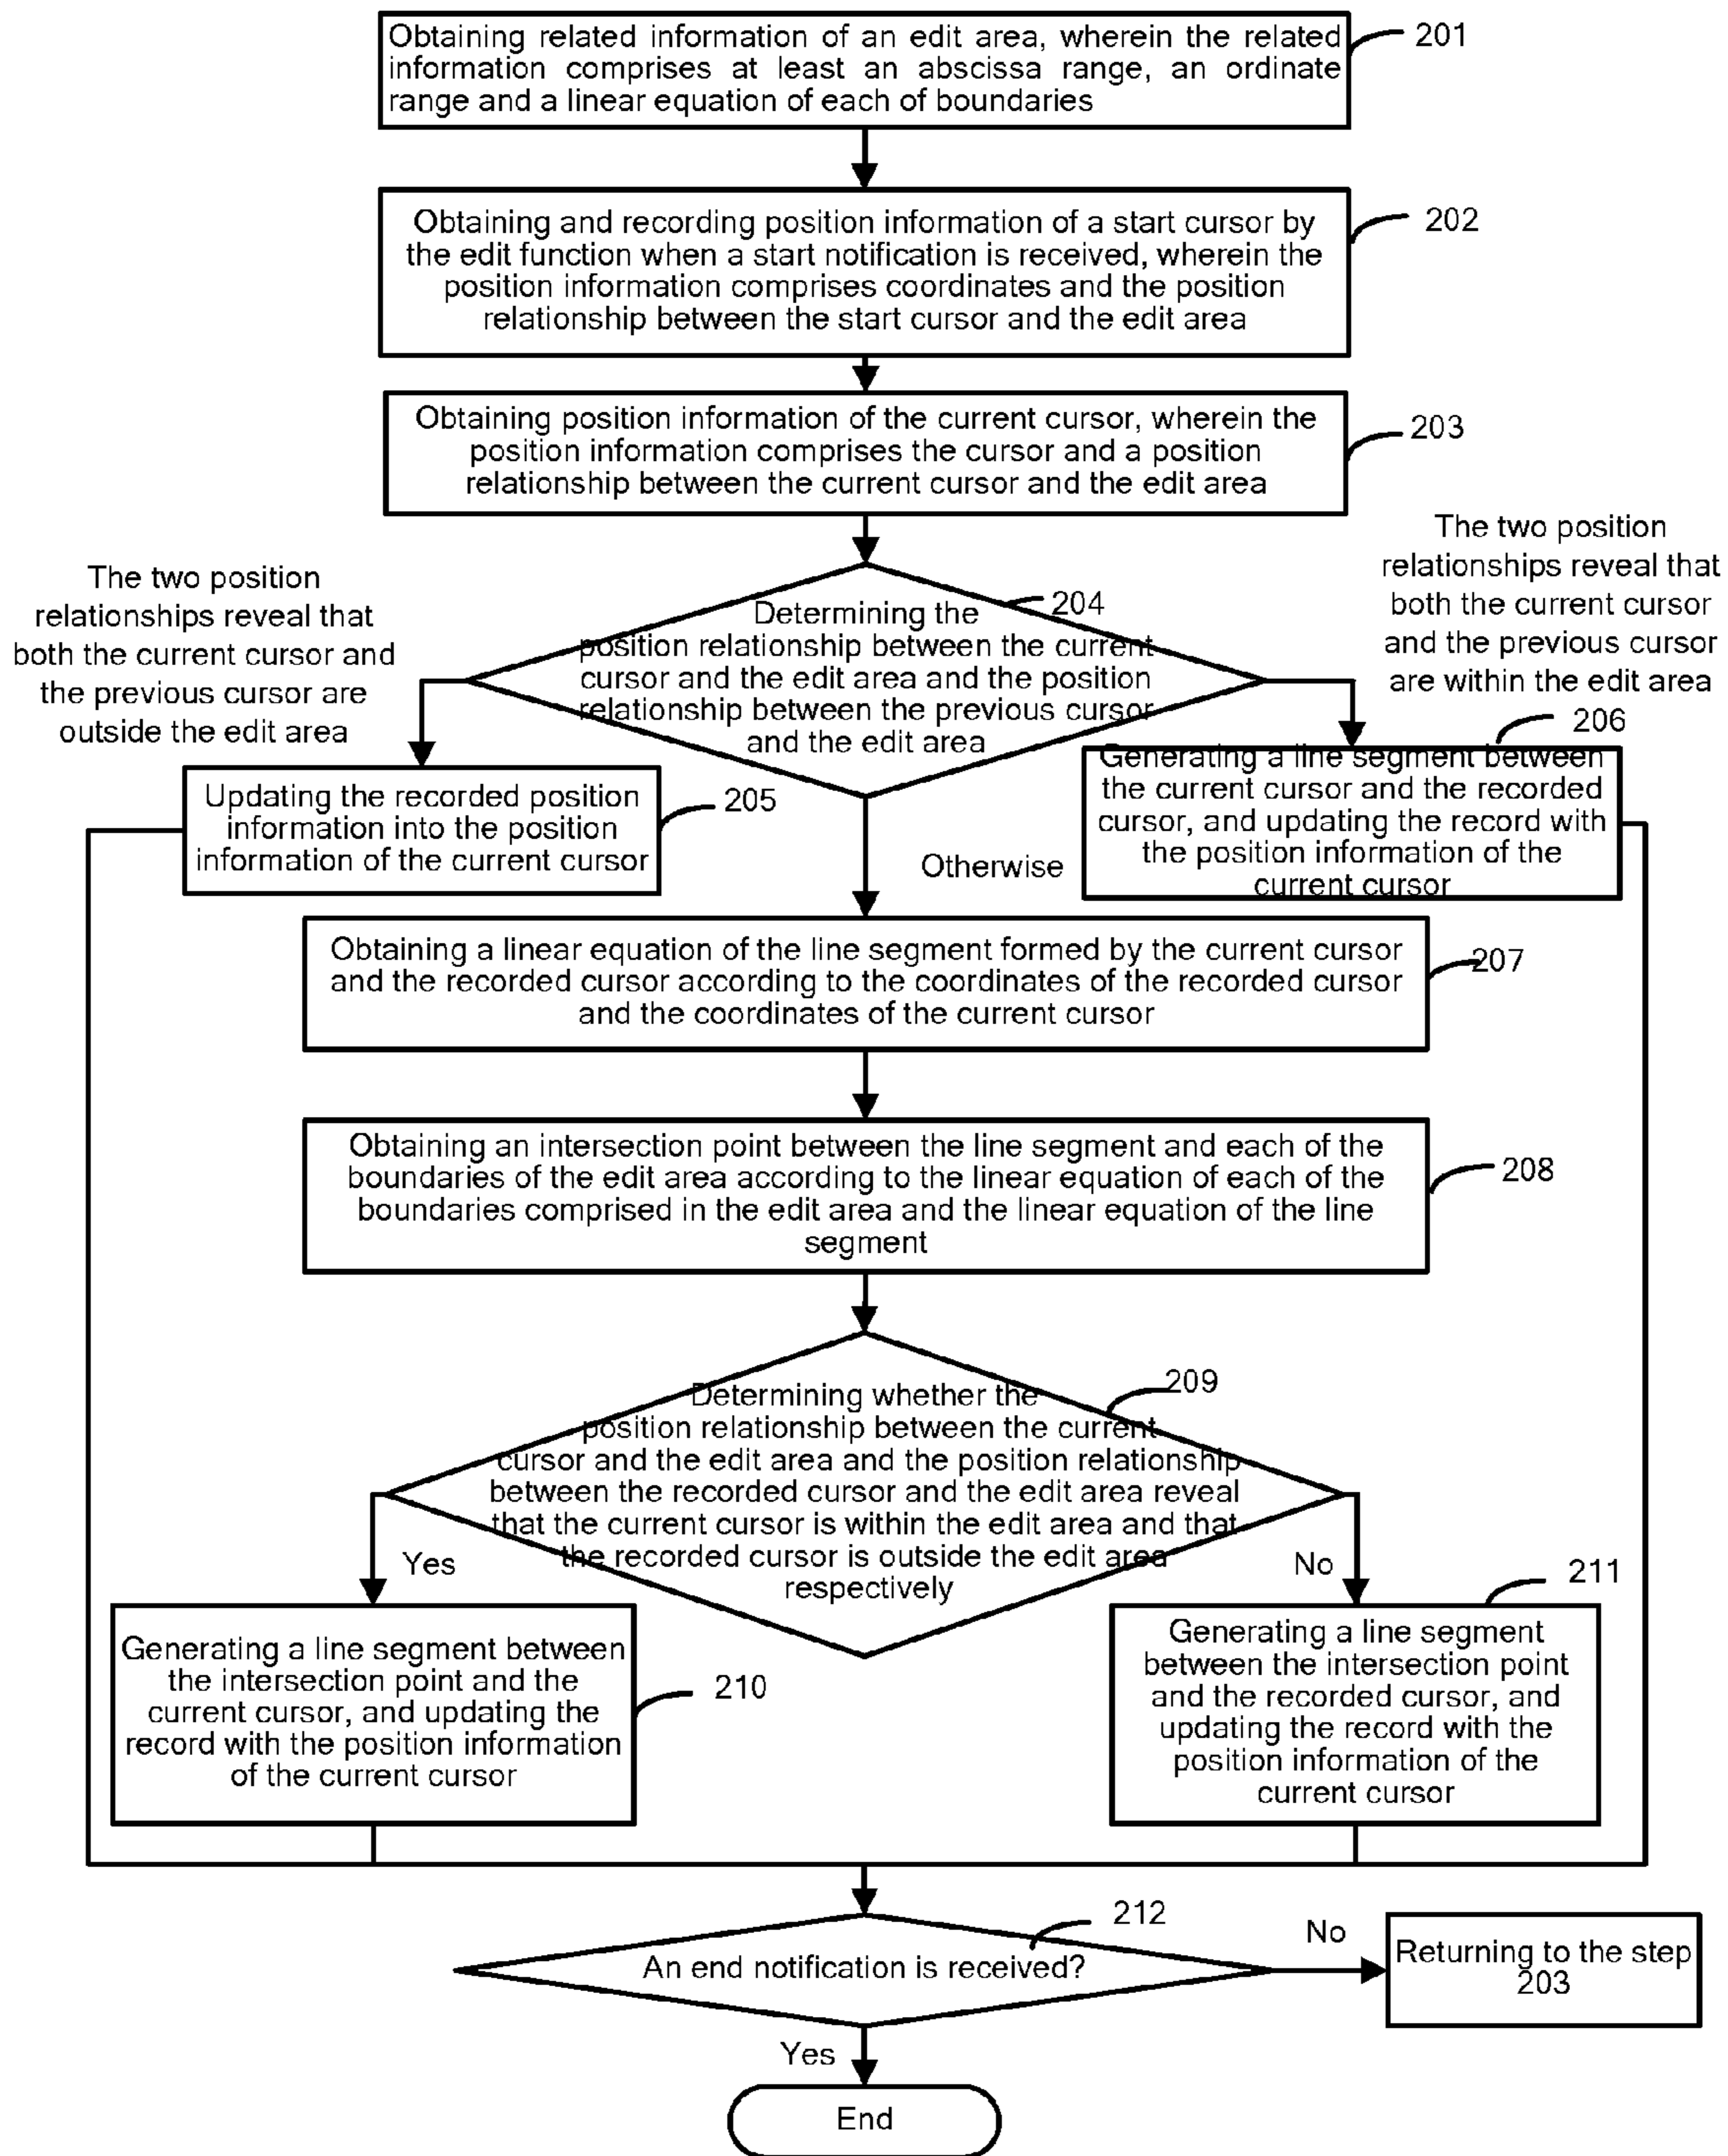 Obtaining related information of an edit area, wherein the related
information comprises at least an abscissa range, an ordinate
range and a linear equation of each of boundaries
201
Obtaining and recording position information of a start cursor by
the edit function when a start notification is received, wherein the
position information comprises coordinates and the position
relationship between the start cursor and the edit area
202
Obtaining position information of the current cursor, wherein the
position information comprises the cursor and a position
relationship between the current cursor and the edit area
203
The two position
relationships reveal that
both the current cursor and
the previous cursor are
outside the edit area
Determining the
position relationship between the current
cursor and the edit area and the position
relationship between the previous cursor
and the edit area
204
The two position
relationships reveal that
both the current cursor
and the previous cursor
are within the edit area
Updating the recorded position
information into the position
information of the current cursor
205
Otherwise
206
Generating a line segment between
the current cursor and the recorded
cursor, and updating the record with
the position information of the
current cursor
Obtaining a linear equation of the line segment formed by the current cursor
and the recorded cursor according to the coordinates of the recorded cursor
and the coordinates of the current cursor
207
Obtaining an intersection point between the line segment and each of the
boundaries of the edit area according to the linear equation of each of the
boundaries comprised in the edit area and the linear equation of the line
segment
208
Determining whether the
position relationship between the current
cursor and the edit area and the position relationship
between the recorded cursor and the edit area reveal
that the current cursor is within the edit area and that
the recorded cursor is outside the edit area
respectively
209
Yes
No
Generating a line segment between
the intersection point and the
current cursor, and updating the
record with the position information
of the current cursor
210
211
Generating a line segment
between the intersection point
and the recorded cursor, and
updating the record with the
position information of the
current cursor
An end notification is received?
212
No
Returning to the step
203
Yes
End